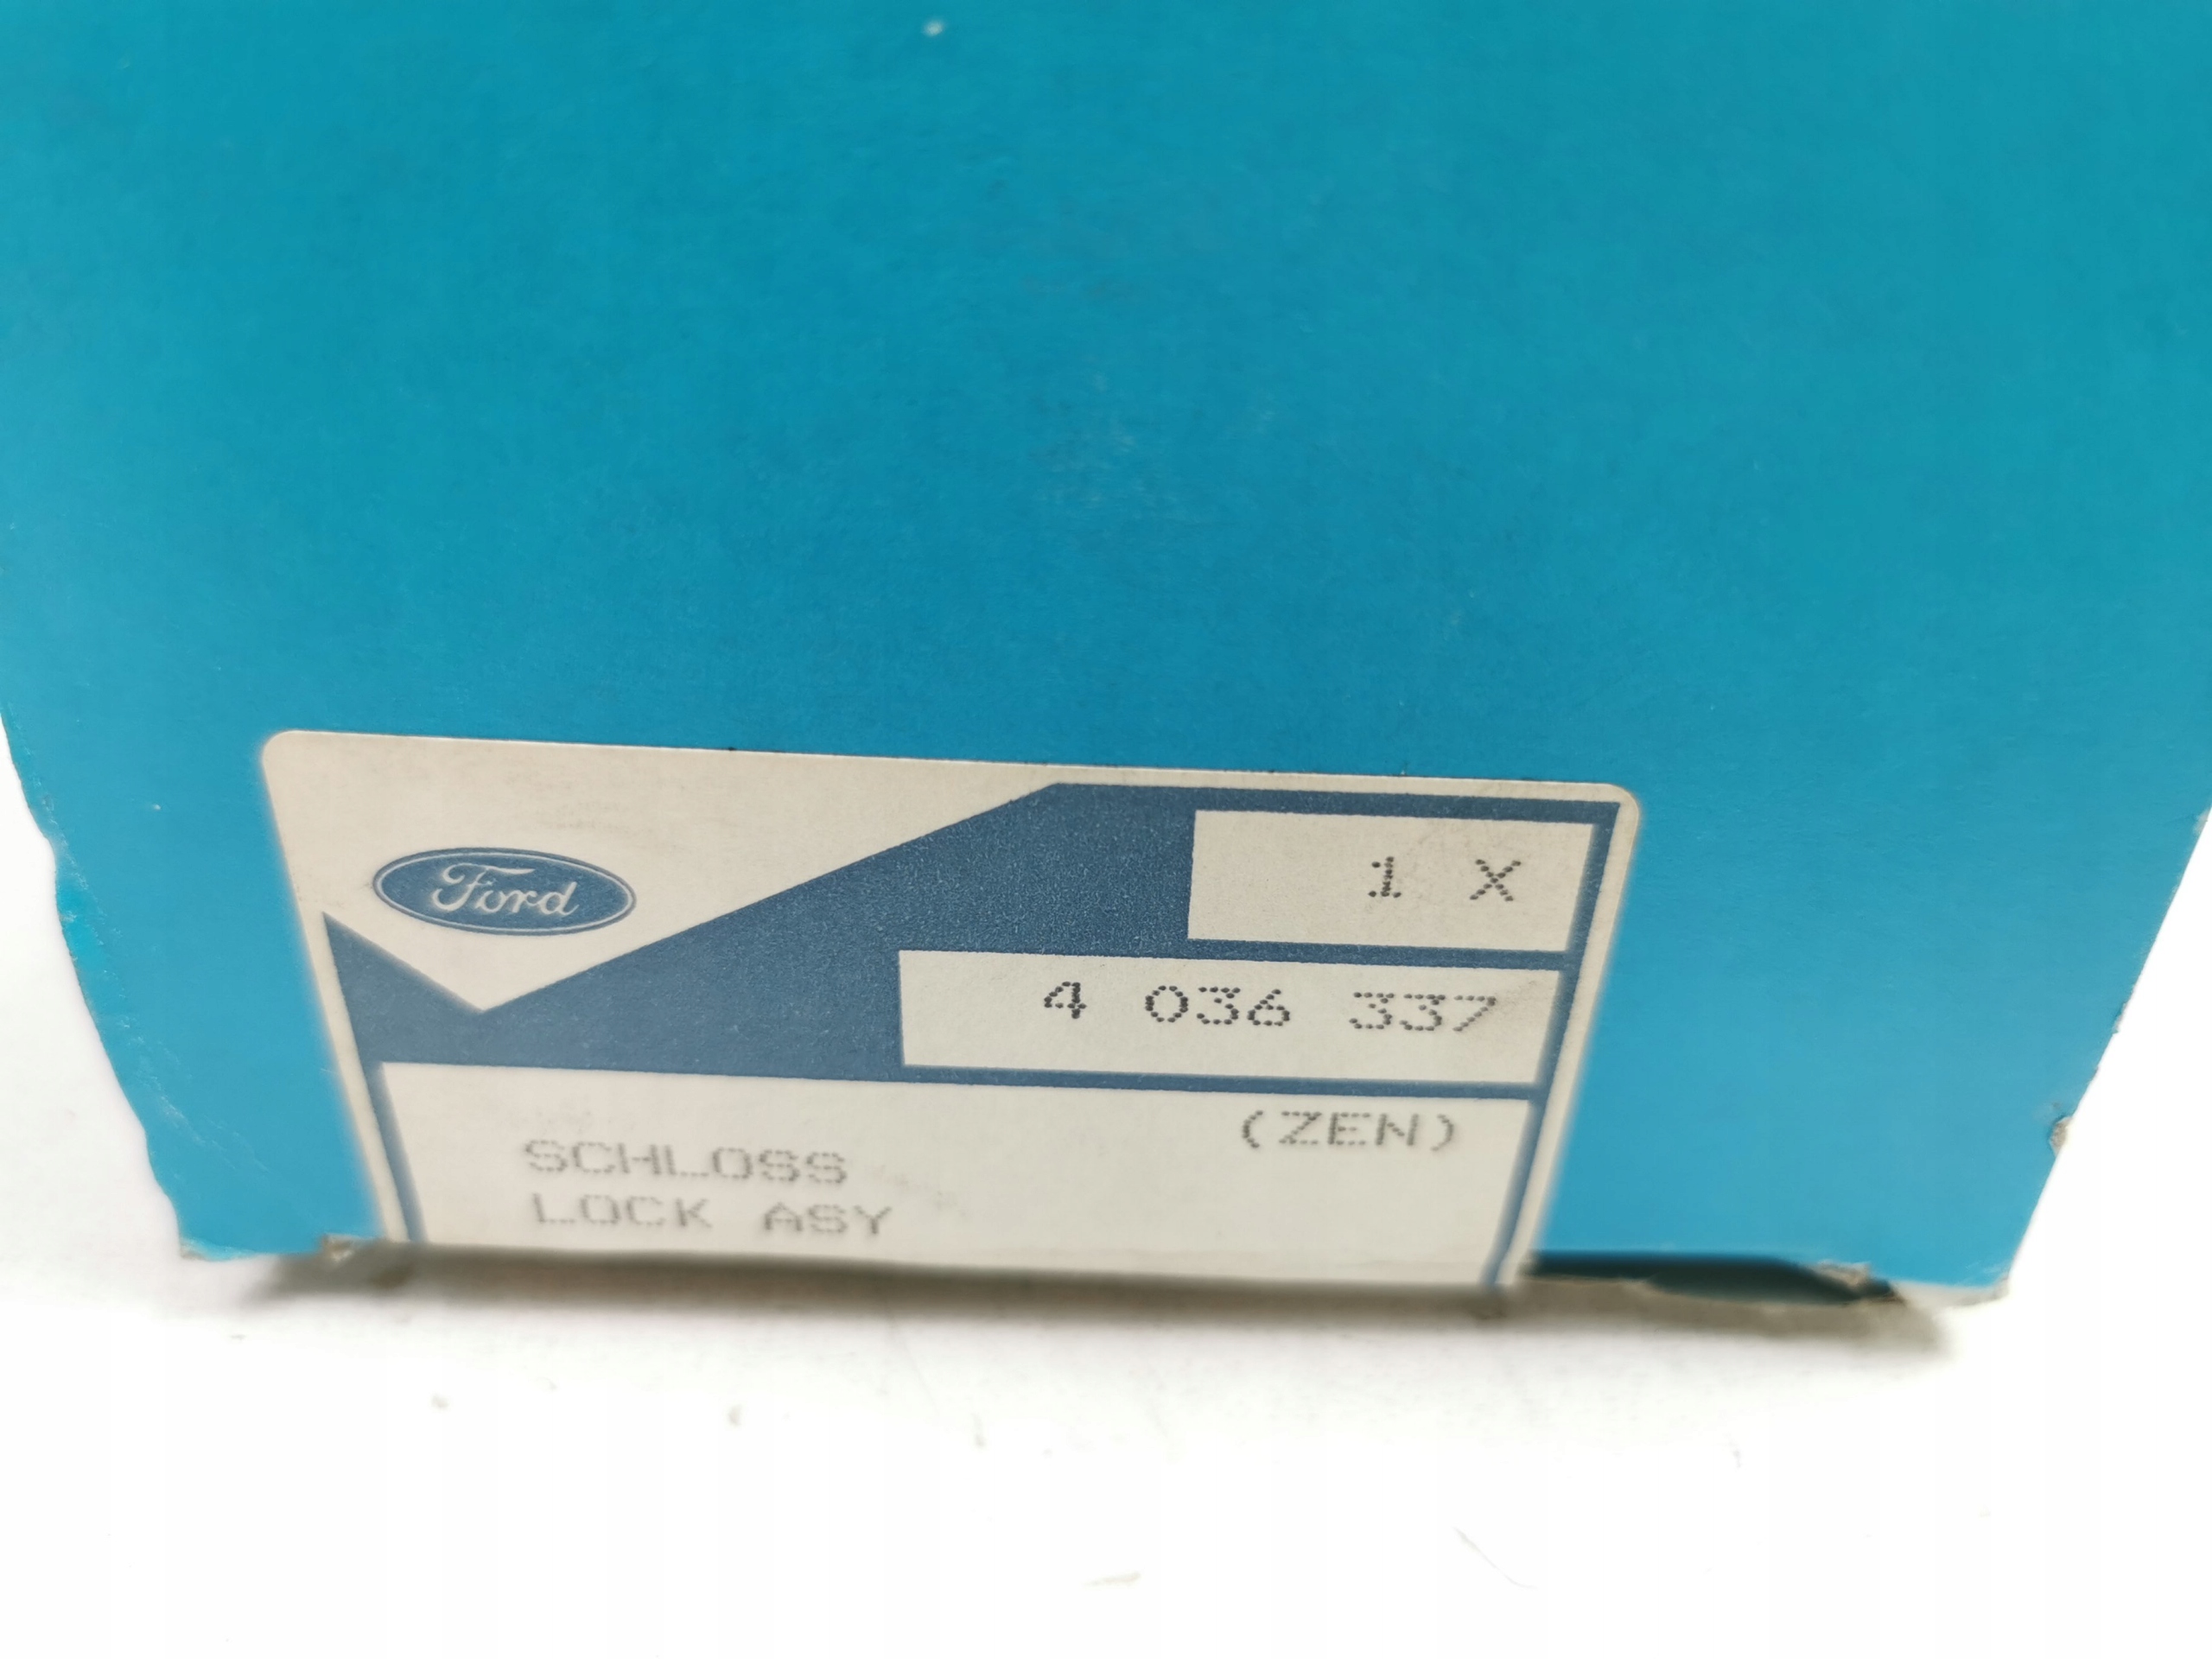 Ford
1 X
4 036 337
(ZEN)
SCHLOSS
LOCK ASY